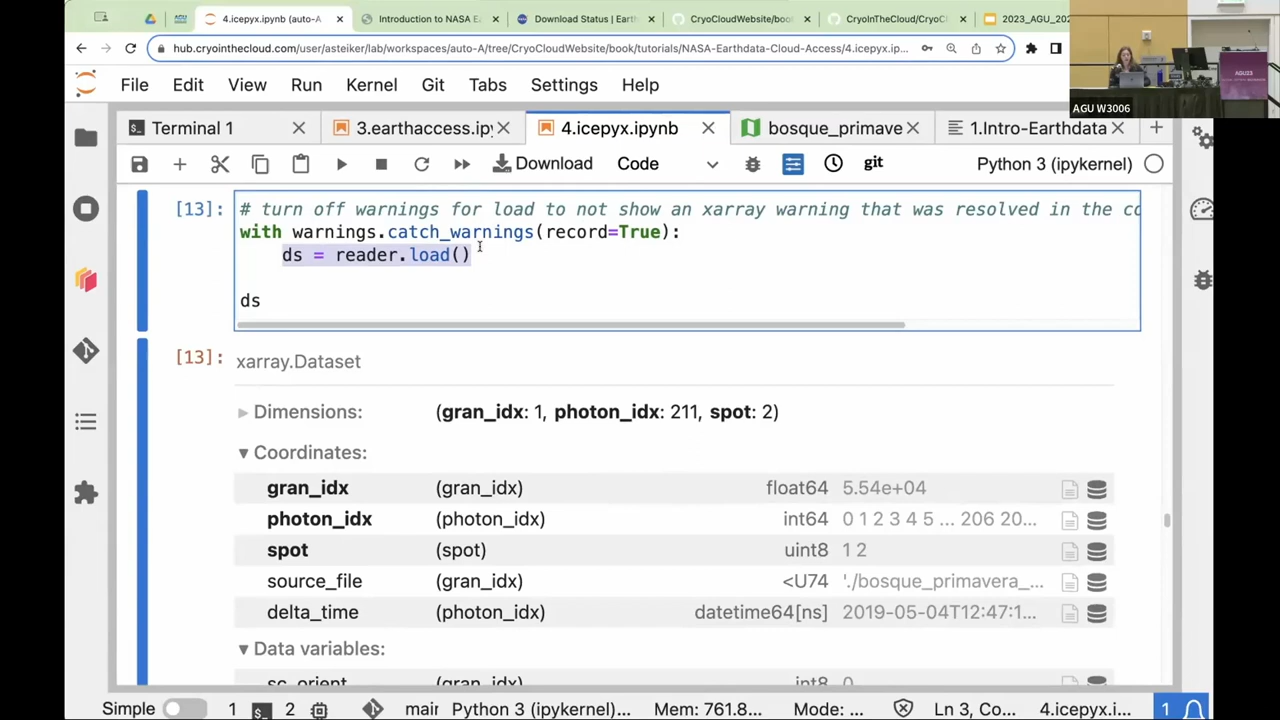 4.icepyx.ipynb (auto-A
Introduction to NASA E
Download Status | Earth
CryoCloudWebsite/boo
CryoInTheCloud/CryoC
2023_AGU_202
hub.cryointhecloud.com/user/asteiker/lab/workspaces/auto-A/tree/CryoCloudWebsite/book/tutorials/NASA-Earthdata-Cloud-Access/4.icepyx.ip...
File Edit View Run Kernel Git Tabs Settings Help
AGU W3006
Terminal 1
3.earthaccess.ipy
4.icepyx.ipynb
bosque_primave
1.Intro-Earthdata
Download
Code
git
Python 3 (ipykernel)
[13]:
# turn off warnings for load to not show an xarray warning that was resolved in the co
with warnings.catch_warnings(record=True):
ds = reader.load()
ds
[13]:
xarray.Dataset
Dimensions: (gran_idx: 1, photon_idx: 211, spot: 2)
Coordinates:
gran_idx (gran_idx) float64 5.54e+04
photon_idx (photon_idx) int64 0 1 2 3 4 5 ... 206 20...
spot (spot) uint8 1 2
source_file (gran_idx) <U74 './bosque_primavera_...
delta_time (photon_idx) datetime64[ns] 2019-05-04T12:47:1...
Data variables:
sc_orient (gran_idx) int8 0
Simple 1 2 main Python 3 (ipykernel)... Mem: 761.8... Mode: ... Ln 3, Co... 4.icepyx.i... 1